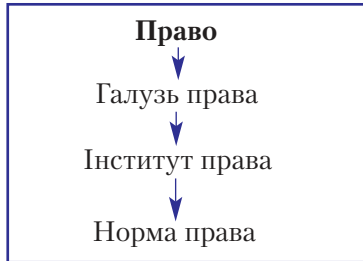 Право
Галузь права
Інститут права
Норма права